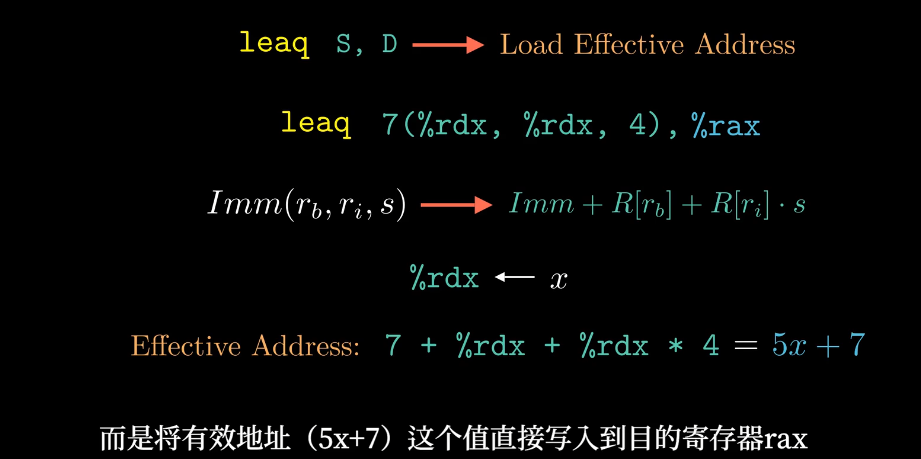 leaq S, D → Load Effective Address
leaq 7(%rdx, %rdx, 4), %rax
Imm(r_b, r_i, s) → Imm + R[r_b] + R[r_i] · s
%rdx ← x
Effective Address: 7 + %rdx + %rdx * 4 = 5x + 7
而是将有效地址（5x+7）这个值直接写入到目的寄存器rax